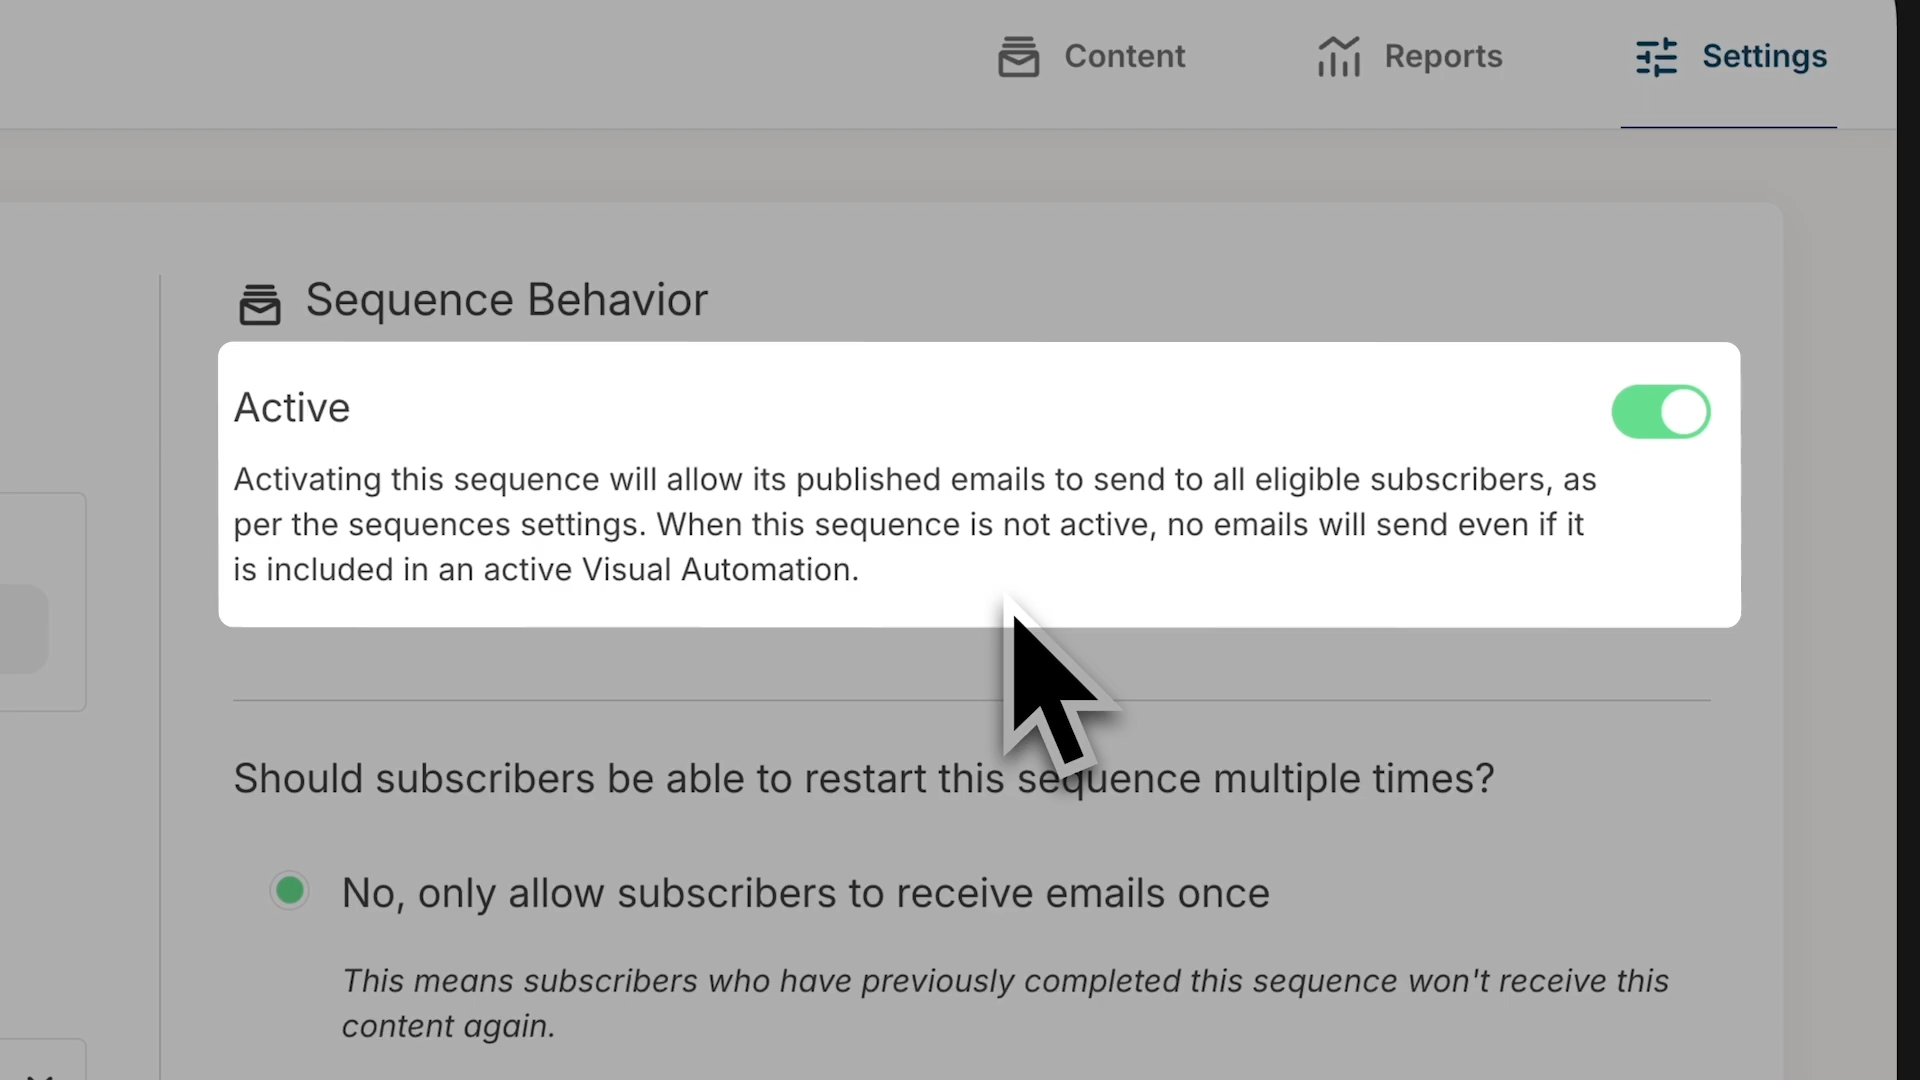 Content
Reports
Settings
Sequence Behavior
Active
Activating this sequence will allow its published emails to send to all eligible subscribers, as
per the sequences settings. When this sequence is not active, no emails will send even if it
is included in an active Visual Automation.
Should subscribers be able to restart this sequence multiple times?
No, only allow subscribers to receive emails once
This means subscribers who have previously completed this sequence won't receive this
content again.